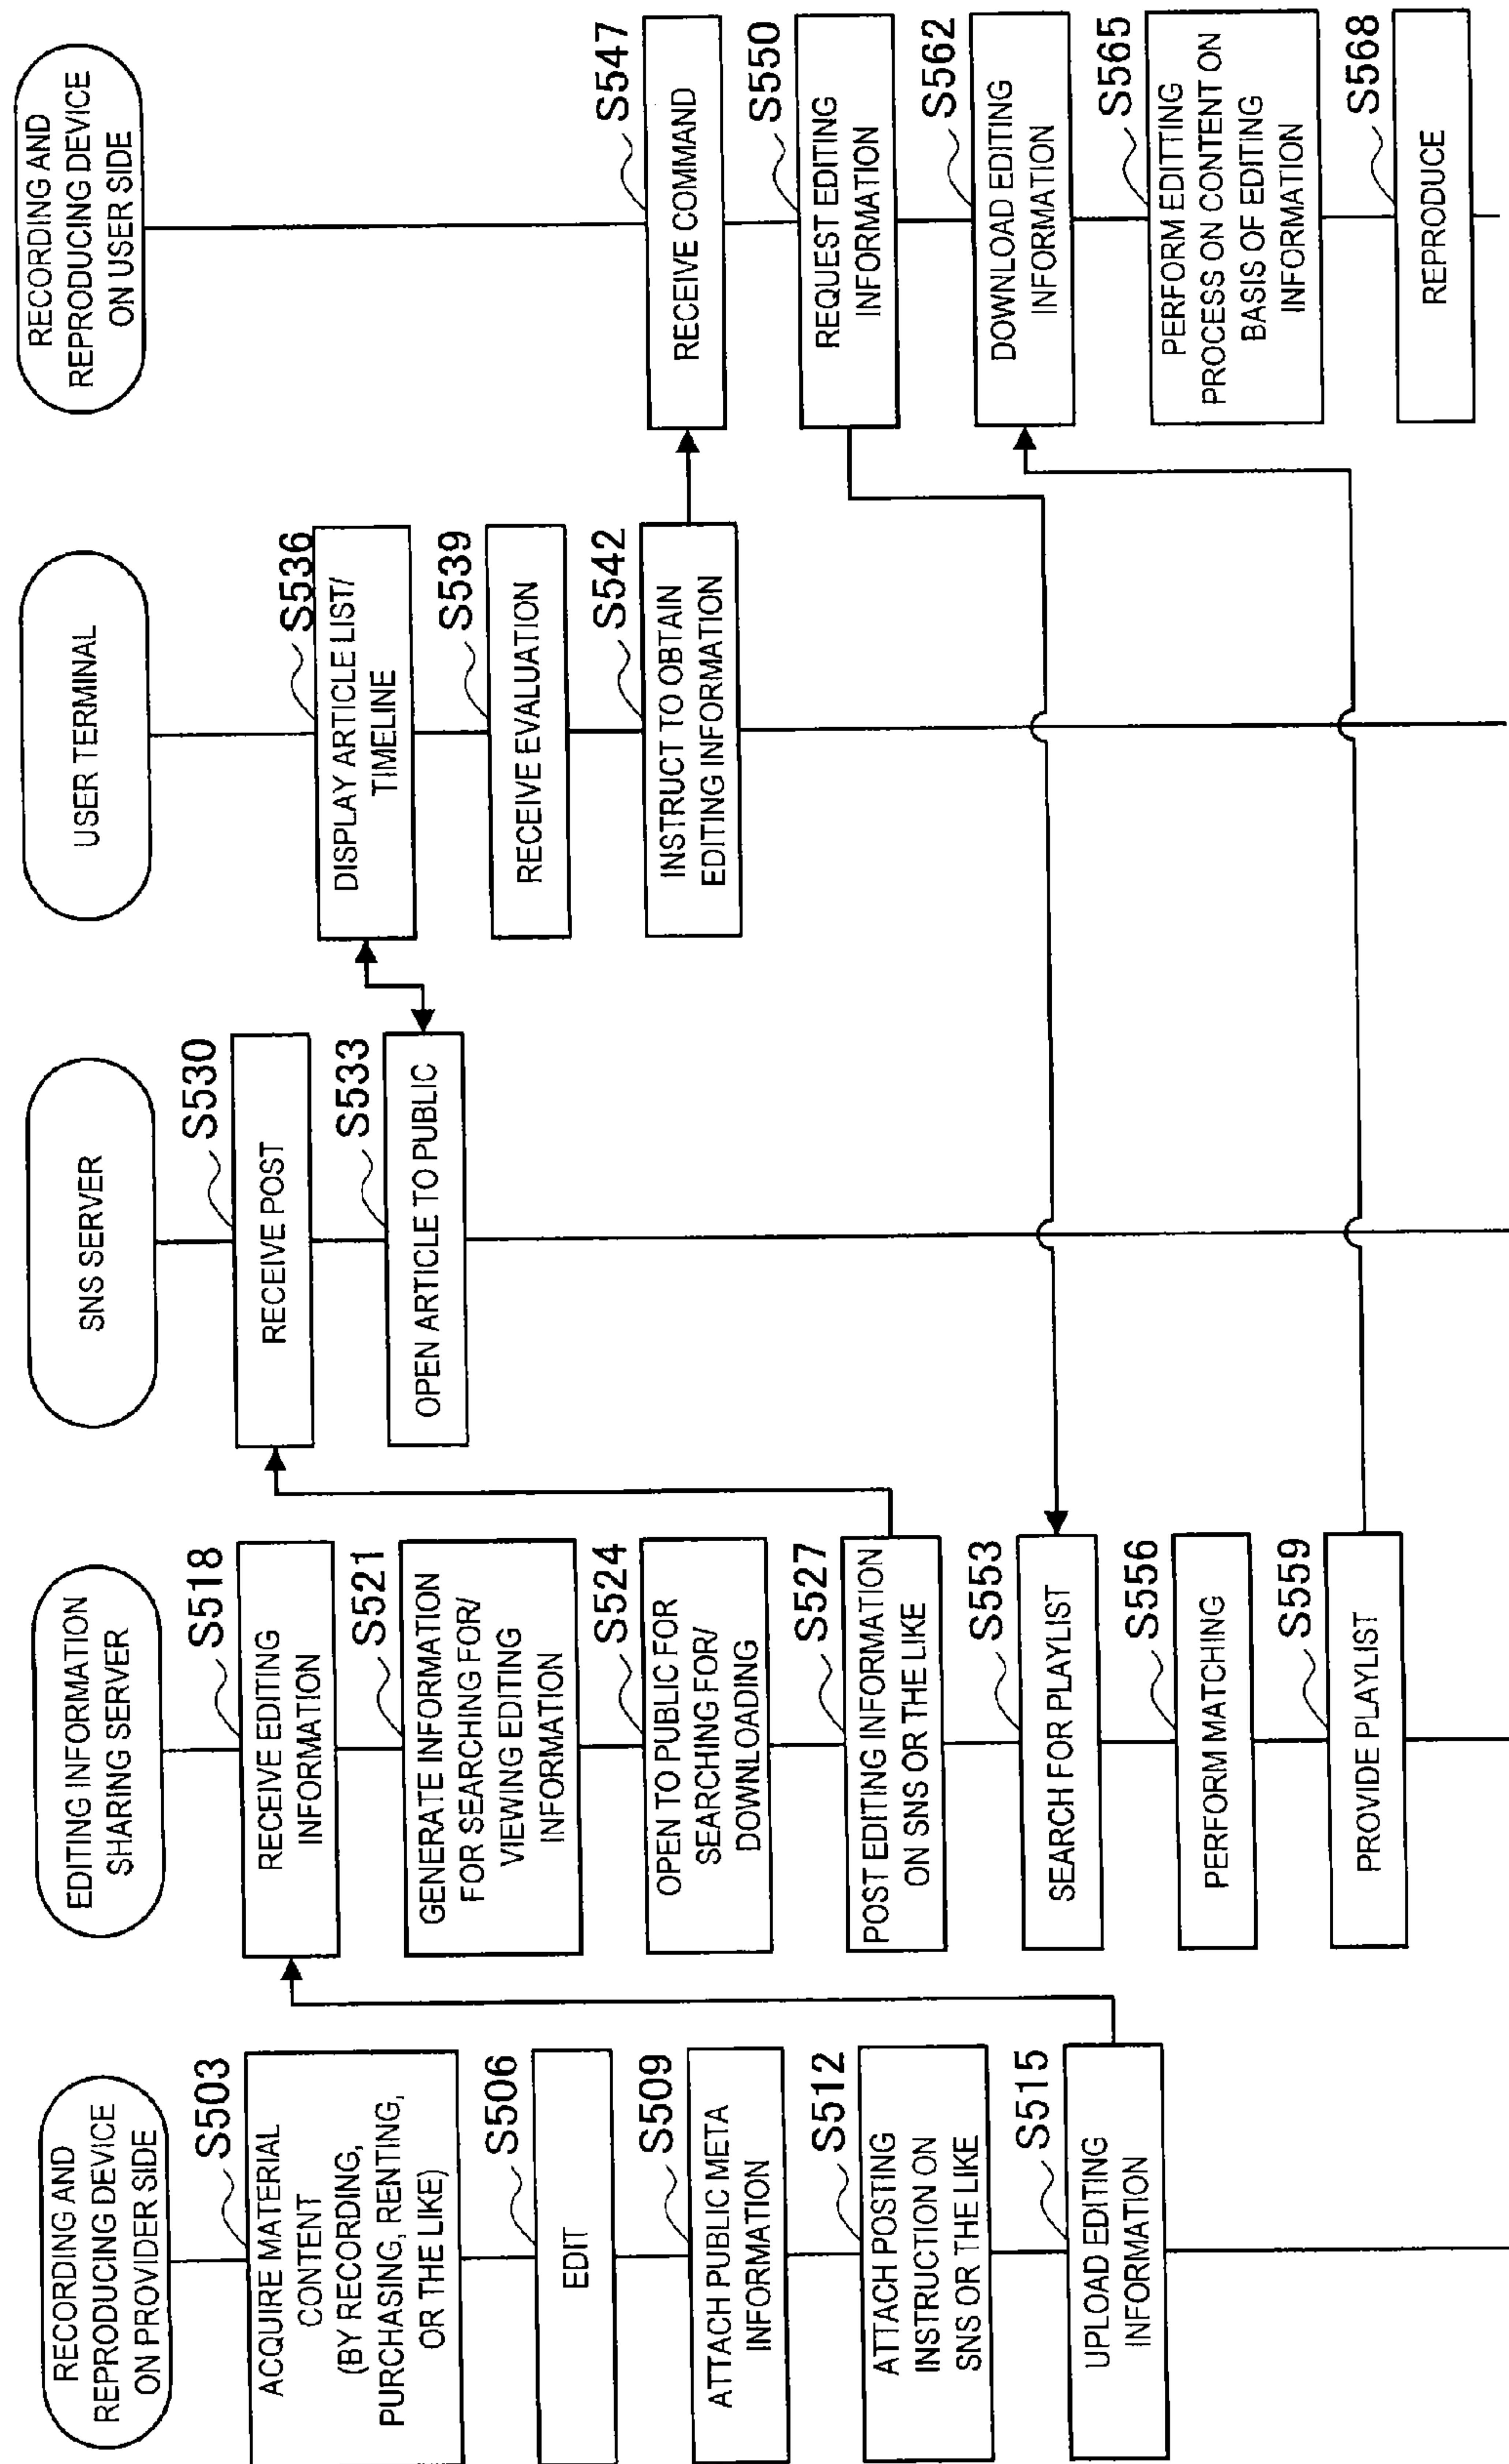 RECORDING AND
REPRODUCING DEVICE
ON PROVIDER SIDE
S503
ACQUIRE MATERIAL
CONTENT
(BY RECORDING,
PURCHASING, RENTING,
OR THE LIKE)
S506
EDIT
S509
ATTACH PUBLIC META
INFORMATION
S512
ATTACH POSTING
INSTRUCTION ON
SNS OR THE LIKE
S515
UPLOAD EDITING
INFORMATION
EDITING INFORMATION
SHARING SERVER
S518
RECEIVE EDITING
INFORMATION
S521
GENERATE INFORMATION
FOR SEARCHING FOR/
VIEWING EDITING
INFORMATION
S524
OPEN TO PUBLIC FOR
SEARCHING FOR/
DOWNLOADING
S527
POST EDITING INFORMATION
ON SNS OR THE LIKE
S553
SEARCH FOR PLAYLIST
S556
PERFORM MATCHING
S559
PROVIDE PLAYLIST
SNS SERVER
S530
RECEIVE POST
S533
OPEN ARTICLE TO PUBLIC
USER TERMINAL
S536
DISPLAY ARTICLE LIST/
TIMELINE
S539
RECEIVE EVALUATION
S542
INSTRUCT TO OBTAIN
EDITING INFORMATION
RECORDING AND
REPRODUCING DEVICE
ON USER SIDE
S547
RECEIVE COMMAND
S550
REQUEST EDITING
INFORMATION
S562
DOWNLOAD EDITING
INFORMATION
S565
PERFORM EDITTING
PROCESS ON CONTENT ON
BASIS OF EDITING
INFORMATION
S568
REPRODUCE